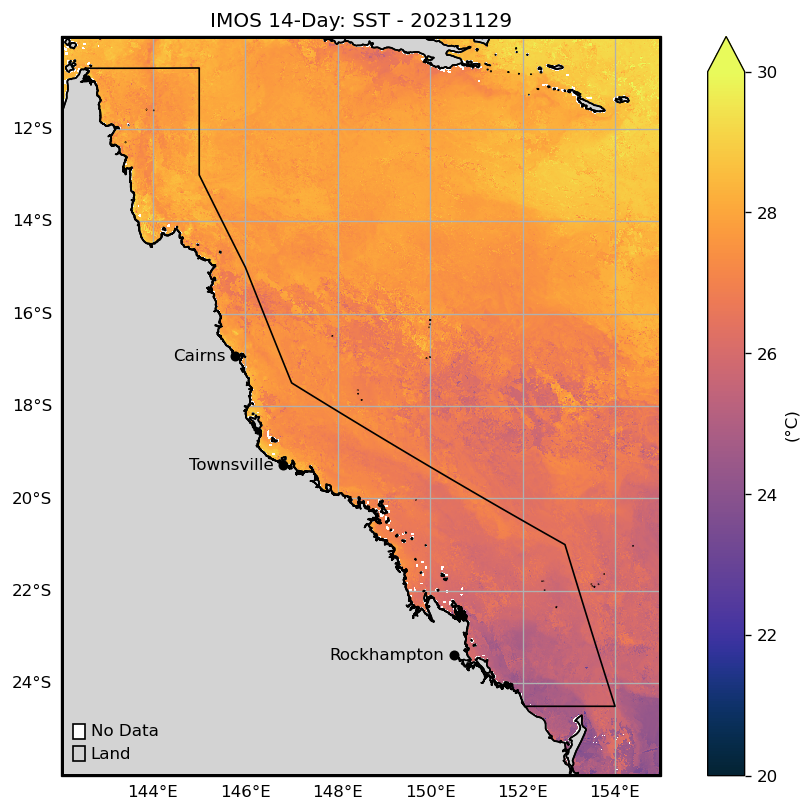 IMOS 14-Day: SST - 20231129
12°S
14°S
16°S
18°S
20°S
22°S
24°S
Cairns
Townsville
Rockhampton
No Data
Land
144°E 146°E 148°E 150°E 152°E 154°E
30
28
26
24
22
20
(°C)